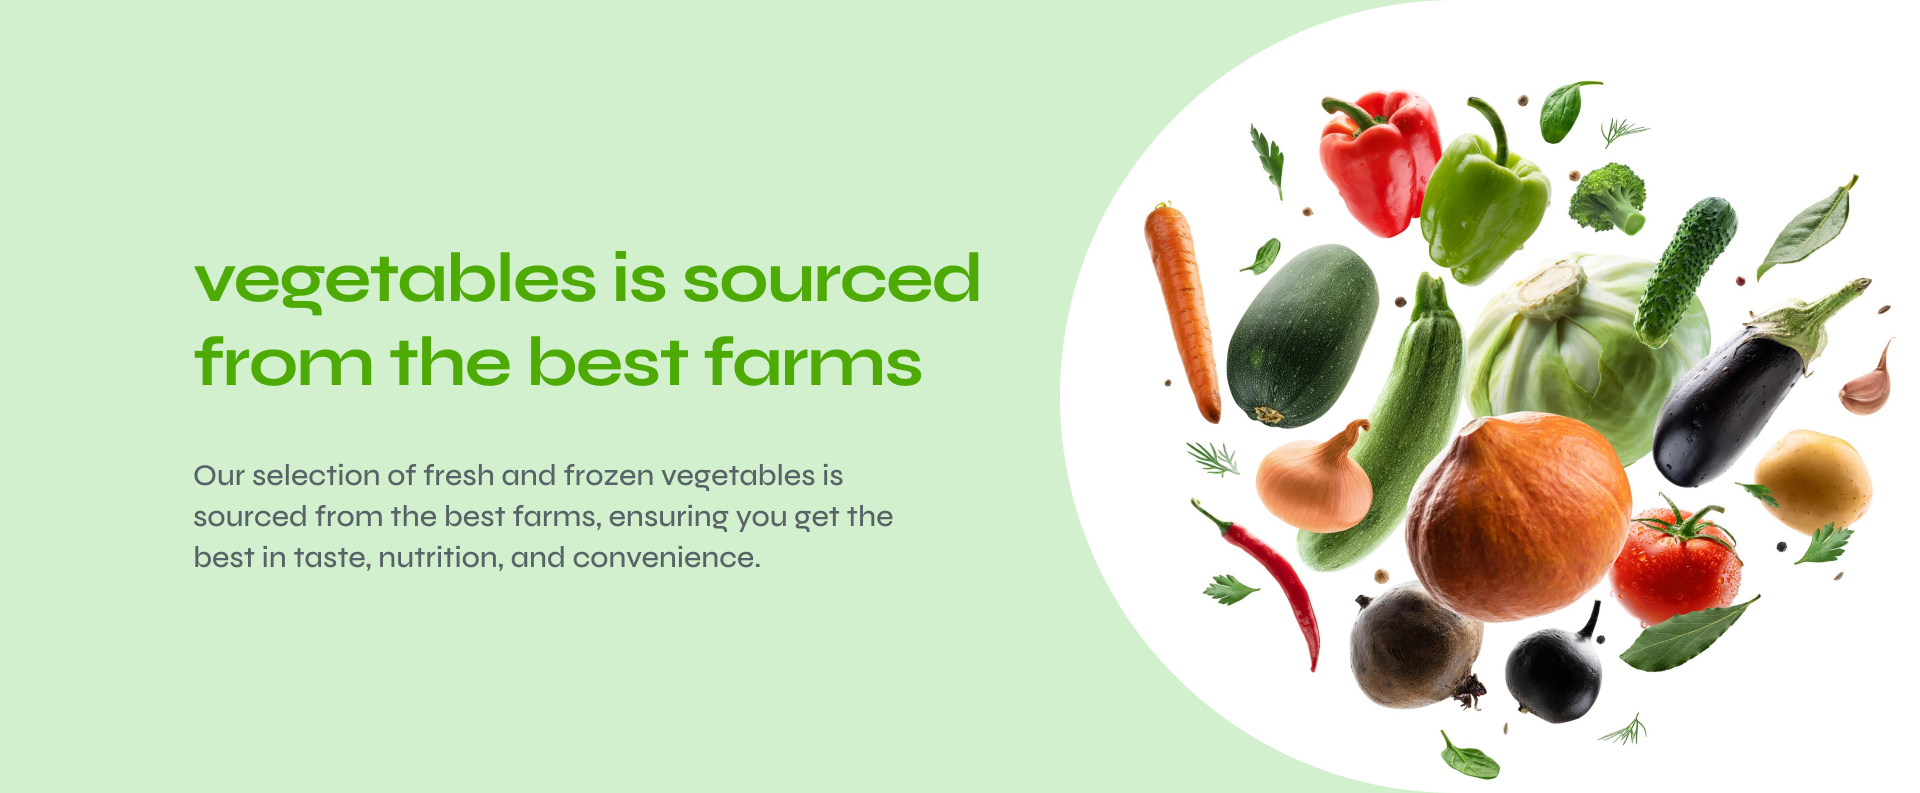 vegetables is sourced
from the best farms
Our selection of fresh and frozen vegetables is
sourced from the best farms, ensuring you get the
best in taste, nutrition, and convenience.